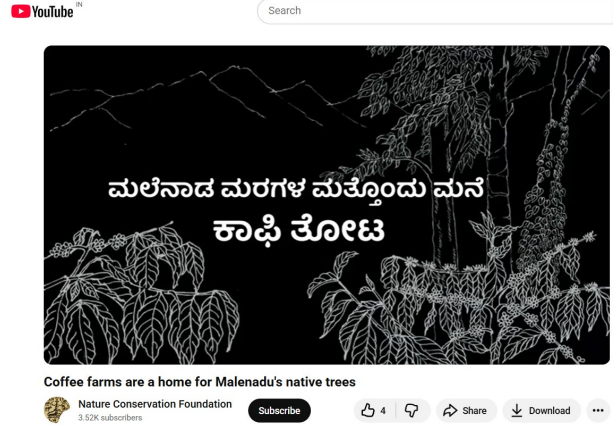 YouTube IN
Search
ಮಲೆನಾಡ ಮರಗಳ ಮತ್ತೊಂದು ಮನೆ
ಕಾಫಿ ತೋಟ
Coffee farms are a home for Malenadu's native trees
Nature Conservation Foundation
3.52K subscribers
Subscribe
4
Share
Download